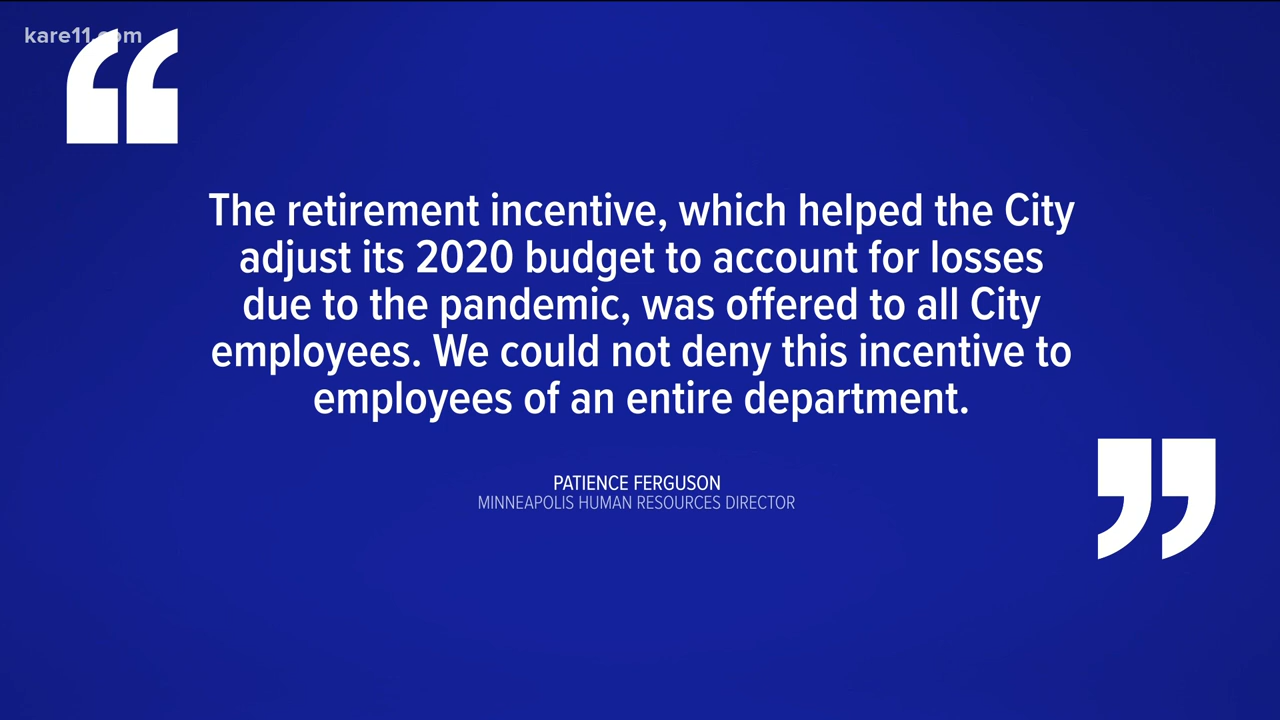 kare11.com
“
The retirement incentive, which helped the City
adjust its 2020 budget to account for losses
due to the pandemic, was offered to all City
employees. We could not deny this incentive to
employees of an entire department.
”
PATIENCE FERGUSON
MINNEAPOLIS HUMAN RESOURCES DIRECTOR